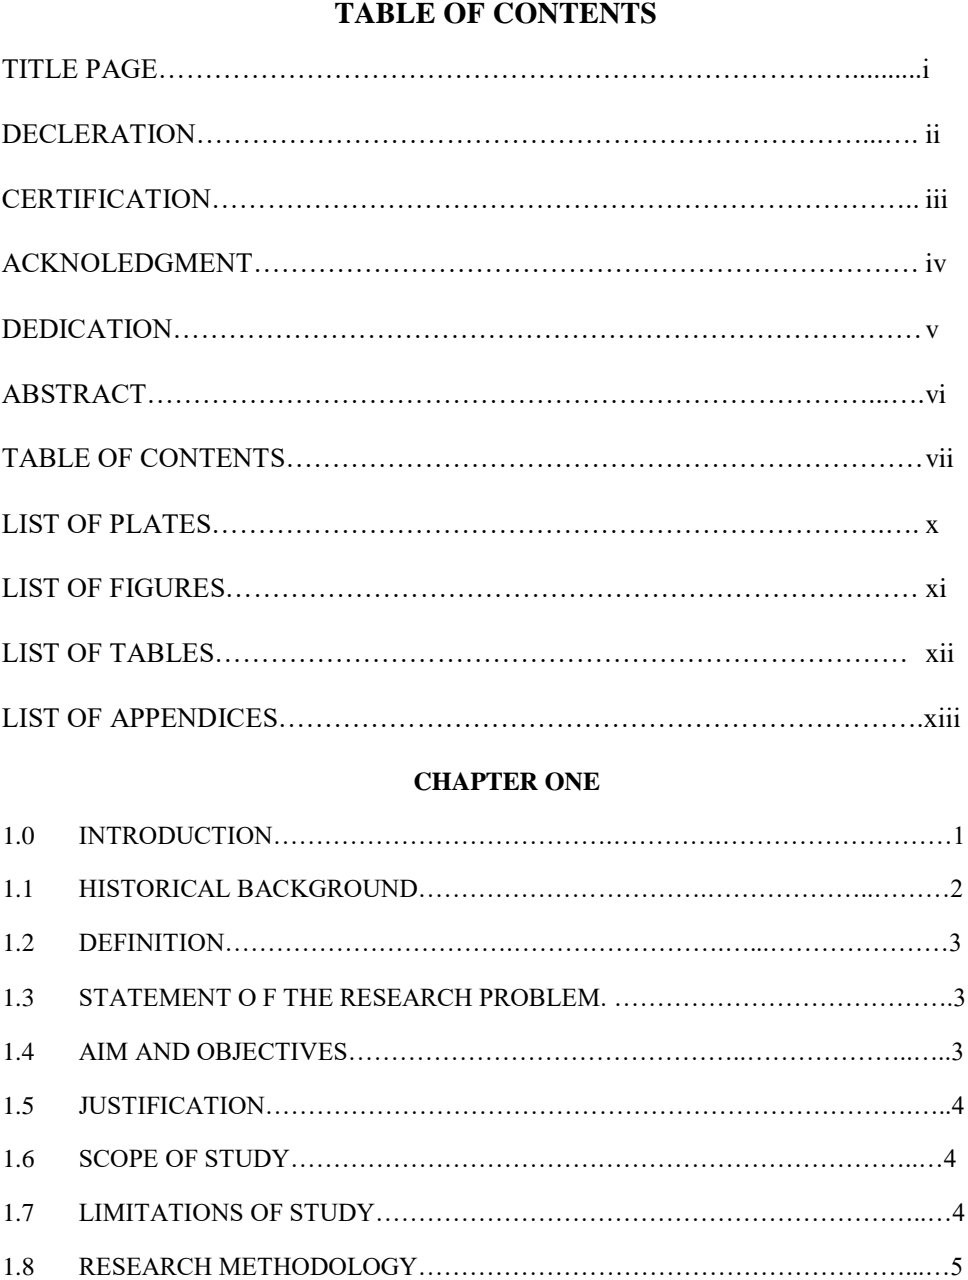 TABLE OF CONTENTS
TITLE PAGE…………………………………………………………………..........i
DECLERATION………………………………………………………………...…. ii
CERTIFICATION…………………………………………………………………….. iii
ACKNOLEDGMENT………………………………………………………………… iv
DEDICATION………………………………………………………………………… v
ABSTRACT……………………………………………………………………...….vi
TABLE OF CONTENTS………………………………………………………………vii
LIST OF PLATES……………………………………………………………….…. x
LIST OF FIGURES…………………………………………………………………… xi
LIST OF TABLES…………………………………………………………………… xii
LIST OF APPENDICES……………………………………………………………….xiii
CHAPTER ONE
1.0 INTRODUCTION……………………………………….……………………1
1.1 HISTORICAL BACKGROUND…………………………………………..………2
1.2 DEFINITION…………………………………………………...…………………3
1.3 STATEMENT O F THE RESEARCH PROBLEM. ………………………………3
1.4 AIM AND OBJECTIVES…………………………………….……………..…..3
1.5 JUSTIFICATION……………………………………………………………….…..4
1.6 SCOPE OF STUDY……………………………………………………………..…4
1.7 LIMITATIONS OF STUDY……………………………………………………..…4
1.8 RESEARCH METHODOLOGY………………………………………………...…5